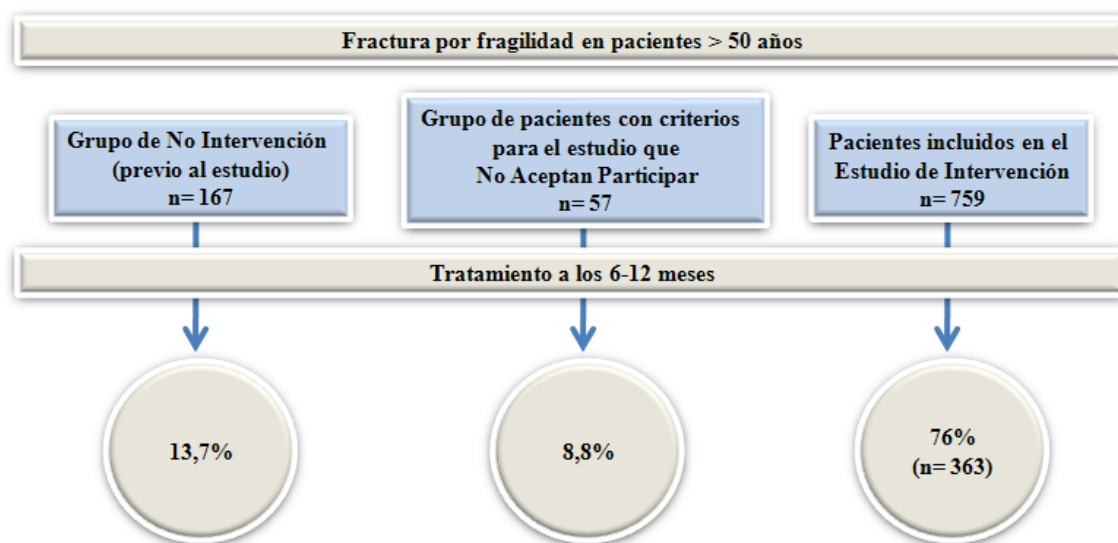 Fractura por fragilidad en pacientes > 50 años
Grupo de No Intervención
(previo al estudio)
n= 167
Grupo de pacientes con criterios
para el estudio que
No Aceptan Participar
n= 57
Pacientes incluidos en el
Estudio de Intervención
n= 759
Tratamiento a los 6-12 meses
13,7%
8,8%
76%
(n= 363)